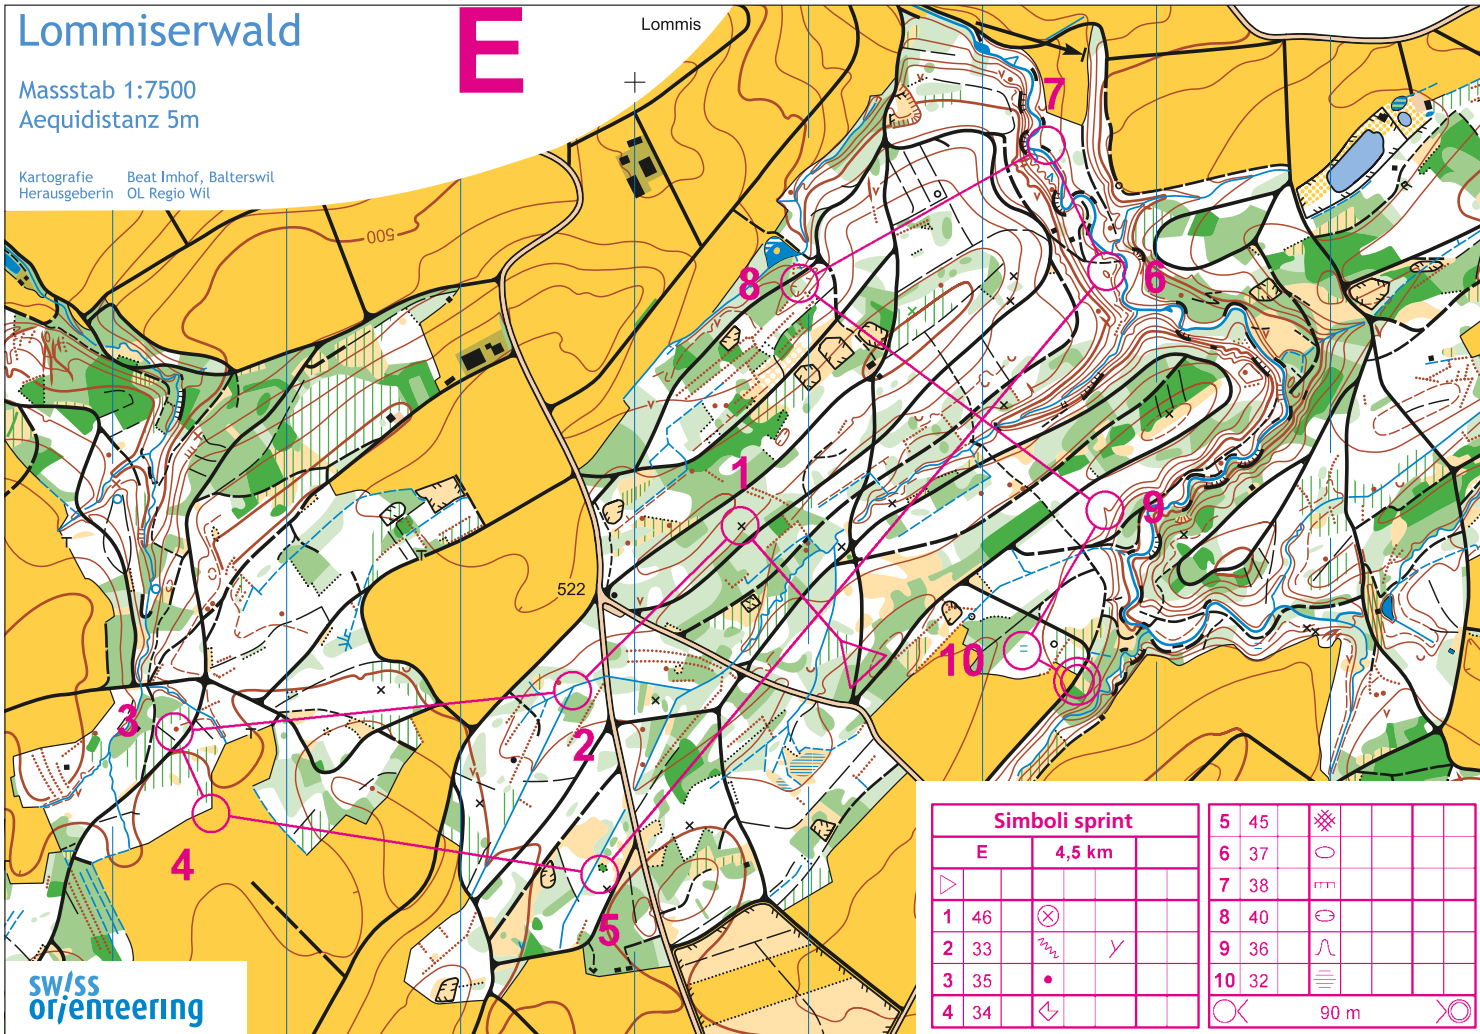 Lommiserwald
E
Lommis
Massstab 1:7500
Aequidistanz 5m
Kartografie Beat Imhof, Balterswil
Herausgeberin OL Regio Wil
7
500
8
6
1
9
522
10
3
2
4
5
Simboli sprint
E 4,5 km
1 46
2 33
3 35
4 34
5 45
6 37
7 38
8 40
9 36
10 32
90 m
swiss
orienteering